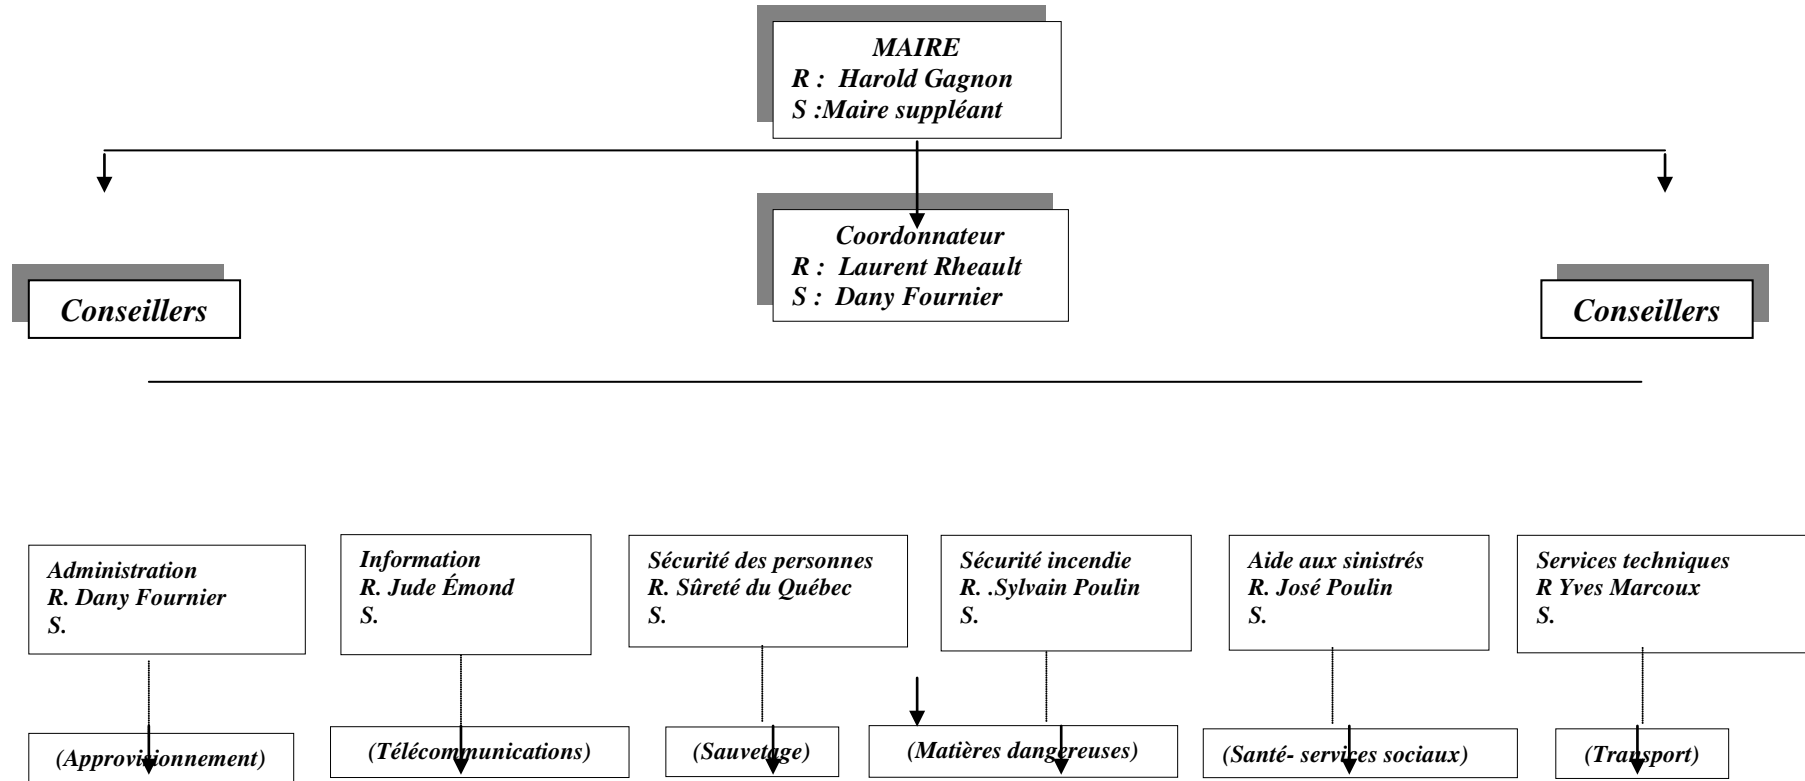 MAIRE
R : Harold Gagnon
S :Maire suppléant
Coordonnateur
R : Laurent Rheault
S : Dany Fournier
Conseillers
Conseillers
Administration
R. Dany Fournier
S.
Information
R. Jude Émond
S.
Sécurité des personnes
R. Sûreté du Québec
S.
Sécurité incendie
R. .Sylvain Poulin
S.
Aide aux sinistrés
R. José Poulin
S.
Services techniques
R Yves Marcoux
S.
(Approvisionnement)
(Télécommunications)
(Sauvetage)
(Matières dangereuses)
(Santé- services sociaux)
(Transport)